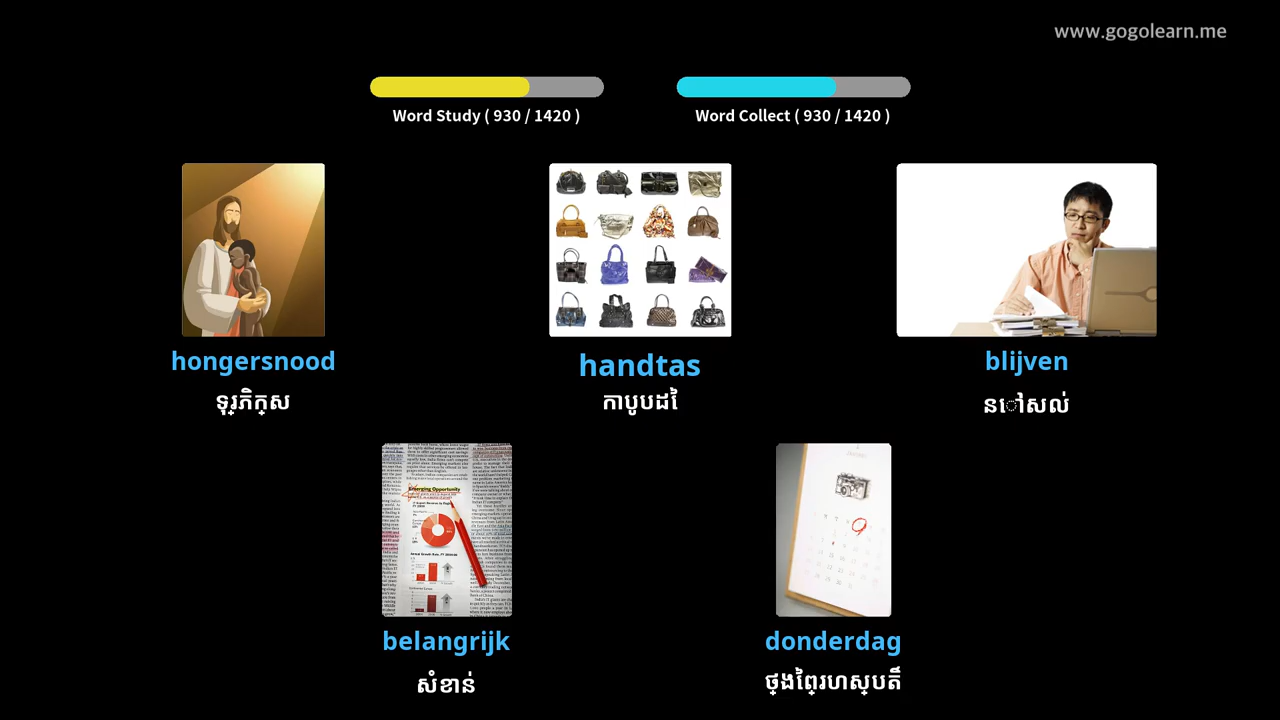 www.gogolearn.me
Word Study ( 930 / 1420 )
Word Collect ( 930 / 1420 )
hongersnood
handtas
blijven
ទុរ្ភិក្ស
កាបូបដៃ
នៅសល់
Emerging Opportunity
belangrijk
donderdag
សំខាន់
ថ្ងៃព្រហស្បតិ៍